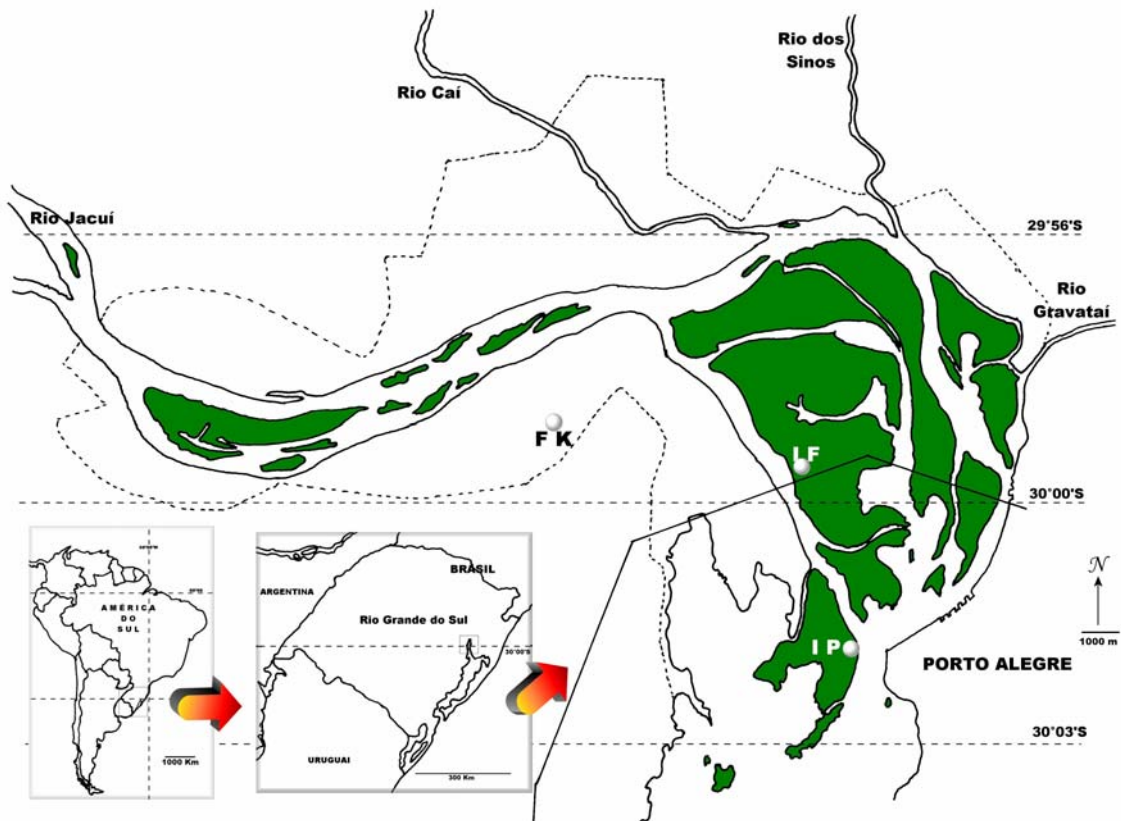 Rio dos
Sinos
Rio Caí
Rio Jacuí
29°56'S
Rio
Gravataí
F K
I F
30°00'S
N
1000 m
I P
PORTO ALEGRE
30°03'S
AMÉRICA
DO
SUL
1000 Km
BRASIL
ARGENTINA
Rio Grande do Sul
30°00'S
URUGUAI
300 Km